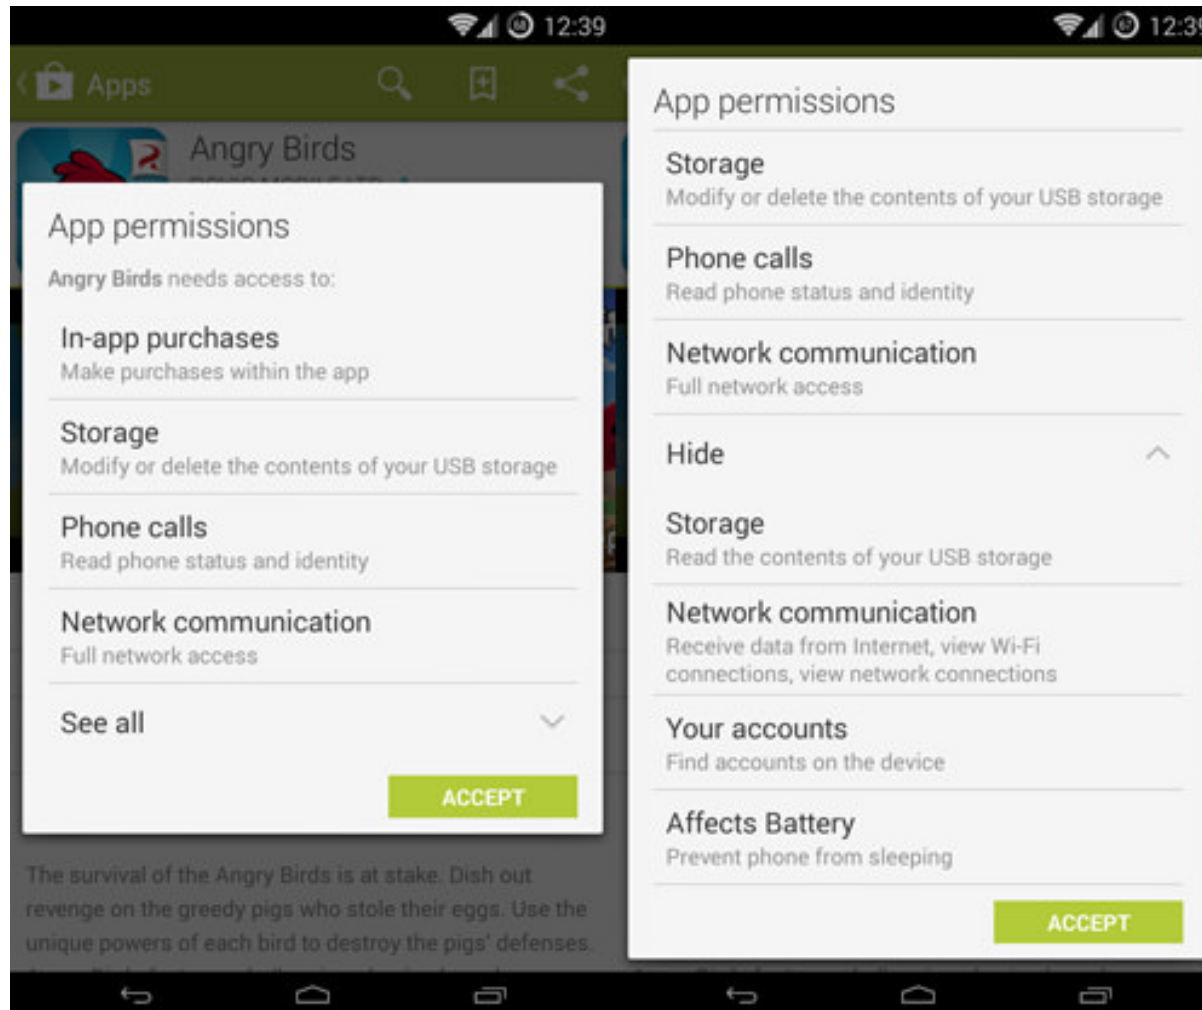 68 12:39
Apps
Angry Birds
App permissions
Angry Birds needs access to:
In-app purchases
Make purchases within the app
Storage
Modify or delete the contents of your USB storage
Phone calls
Read phone status and identity
Network communication
Full network access
See all
ACCEPT
The survival of the Angry Birds is at stake. Dish out
revenge on the greedy pigs who stole their eggs. Use the
unique powers of each bird to destroy the pigs' defenses.
67 12:39
App permissions
Storage
Modify or delete the contents of your USB storage
Phone calls
Read phone status and identity
Network communication
Full network access
Hide
Storage
Read the contents of your USB storage
Network communication
Receive data from Internet, view Wi-Fi
connections, view network connections
Your accounts
Find accounts on the device
Affects Battery
Prevent phone from sleeping
ACCEPT